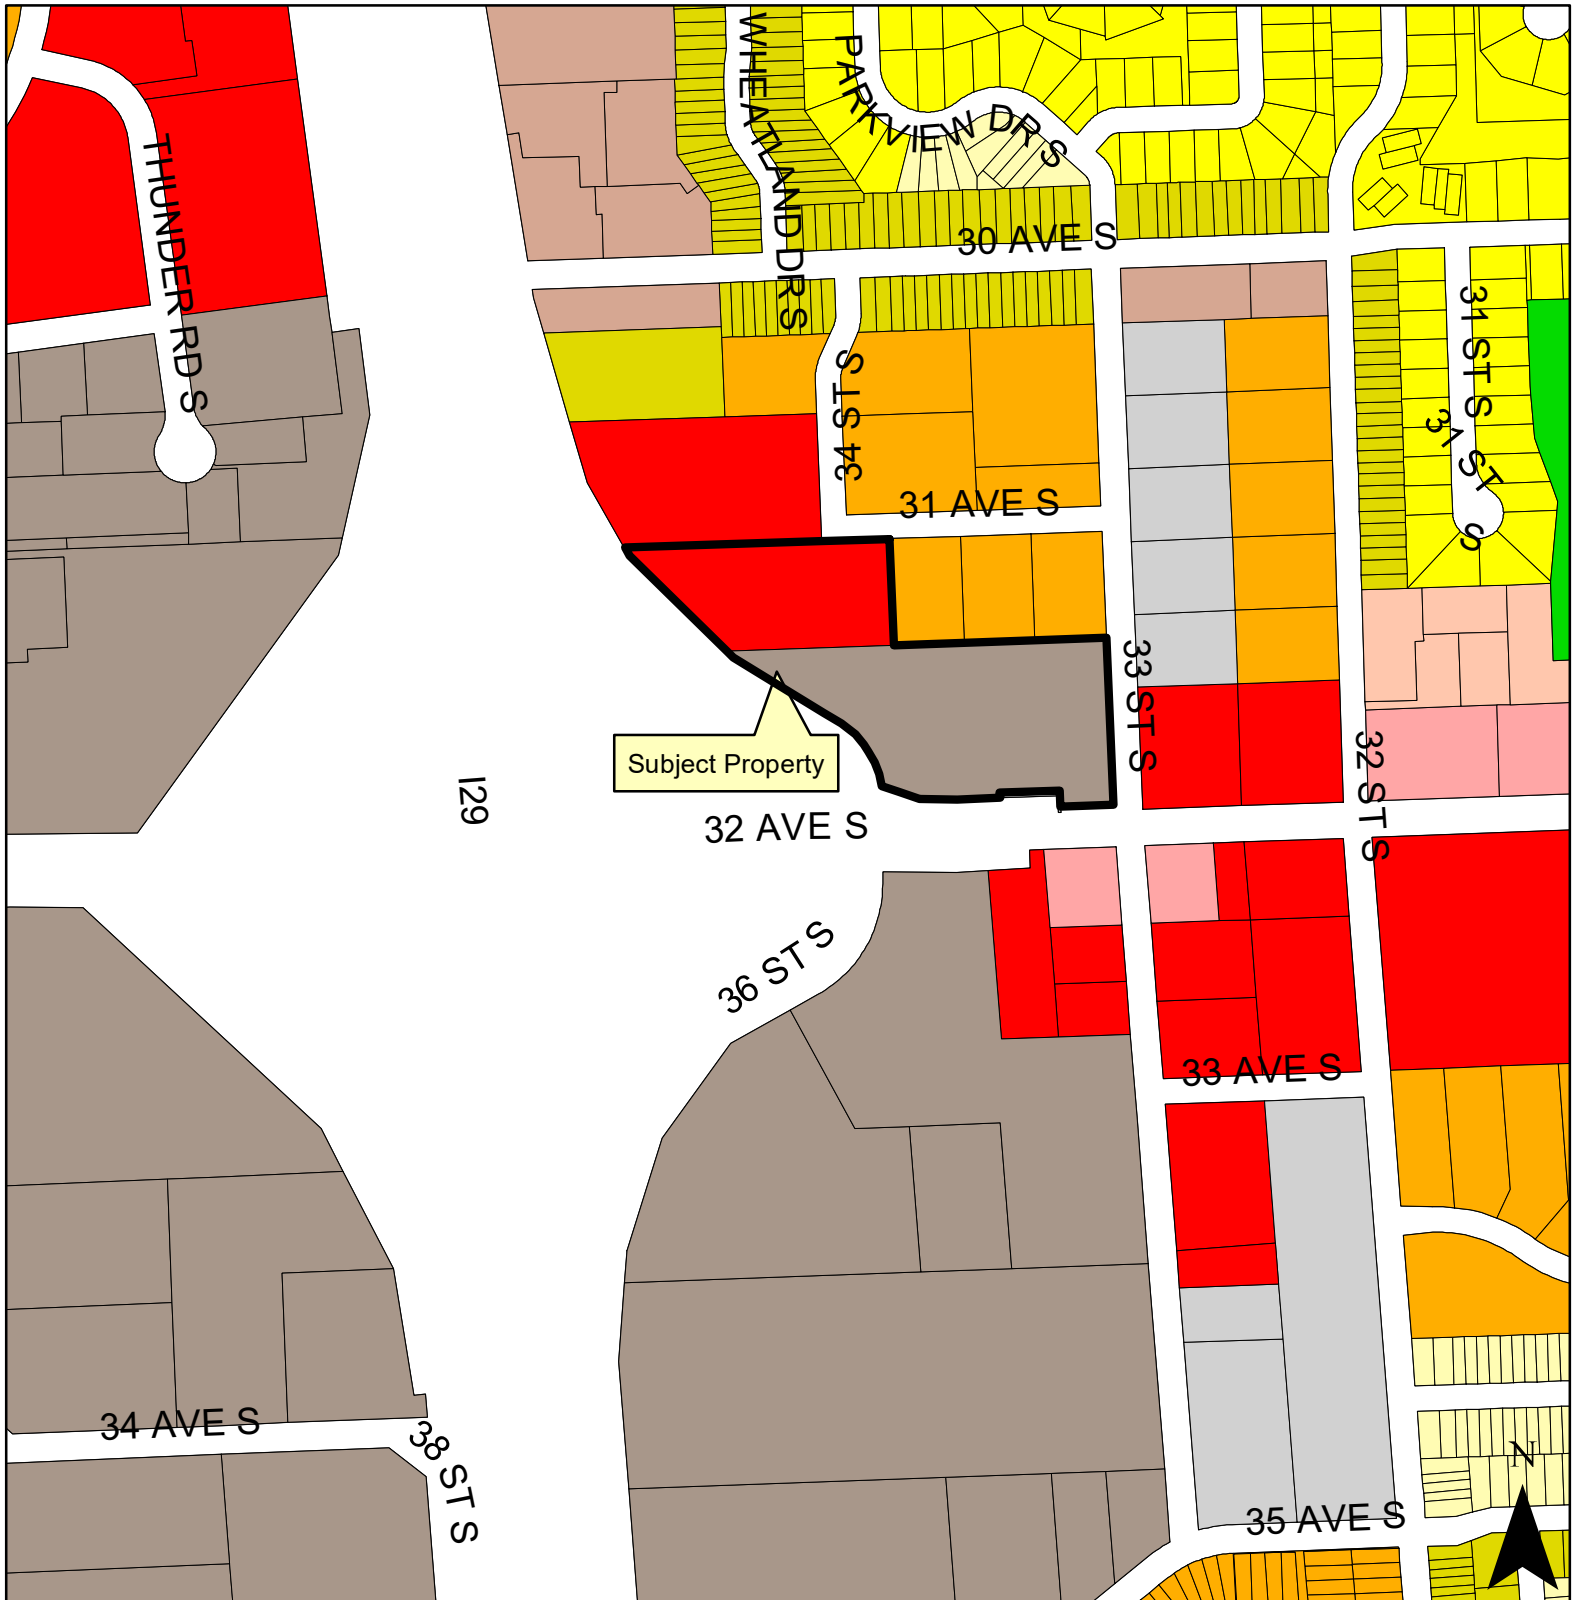 WHEATLAND DR S
PARKVIEW DR S
THUNDER RD S
30 AVE S
31 ST S
31 ST S
34 ST S
31 AVE S
33 ST S
32 ST S
Subject Property
I29
32 AVE S
36 ST S
33 AVE S
34 AVE S
38 ST S
N
35 AVE S